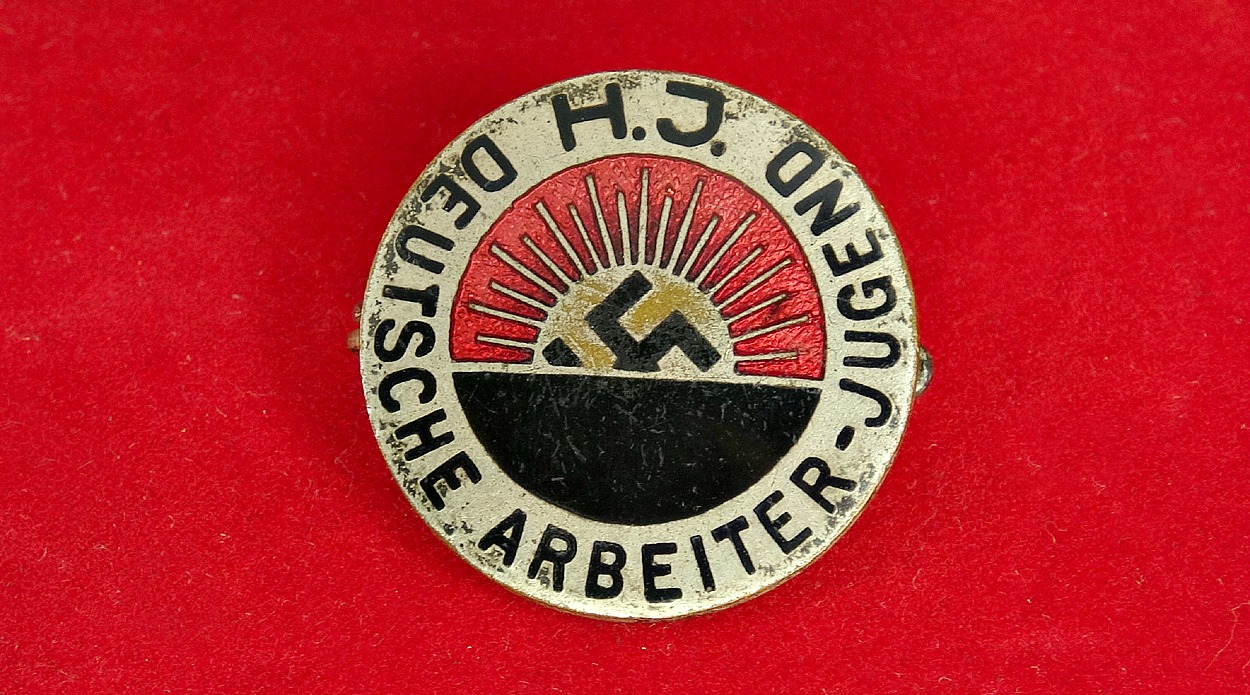 H.J.
DEUTSCHE ARBEITER-JUGEND